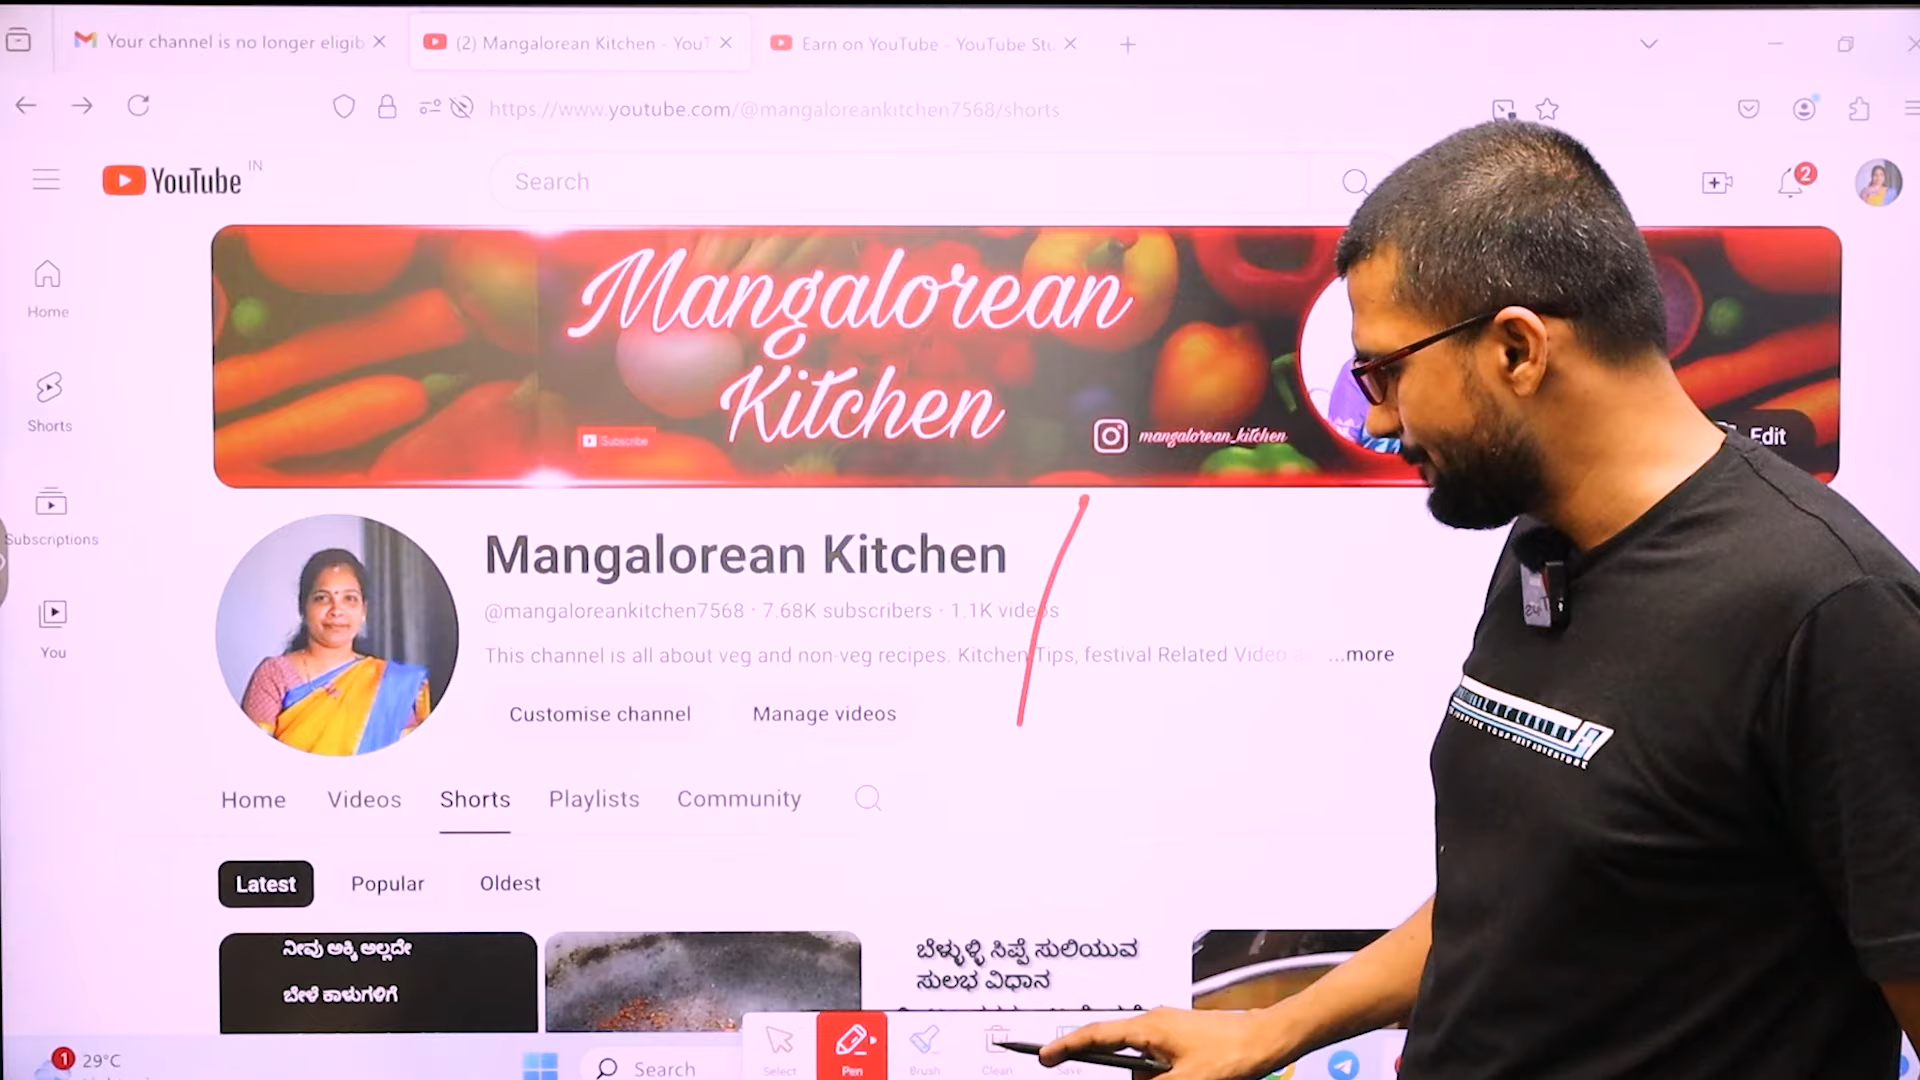 Your channel is no longer eligib
(2) Mangalorean Kitchen - YouT
Earn on YouTube - YouTube Stu
https://www.youtube.com/@mangaloreankitchen7568/shorts
YouTube IN
Search
2
Home
Shorts
Subscriptions
You
Mangalorean
Kitchen
Subscribe
mangalorean_kitchen
Edit
Mangalorean Kitchen
@mangaloreankitchen7568 · 7.68K subscribers · 1.1K videos
This channel is all about veg and non-veg recipes. Kitchen Tips, festival Related Video ...more
Customise channel
Manage videos
Home
Videos
Shorts
Playlists
Community
Latest
Popular
Oldest
ನೀವು ಅಕ್ಕಿ ಅಲ್ಲದೇ
ಬೇಳೆ ಕಾಳುಗಳಿಗೆ
ಬೆಳ್ಳುಳ್ಳಿ ಸಿಪ್ಪೆ ಸುಲಿಯುವ
ಸುಲಭ ವಿಧಾನ
1
29°C
Search
Select
Pen
Brush
Clean
Save